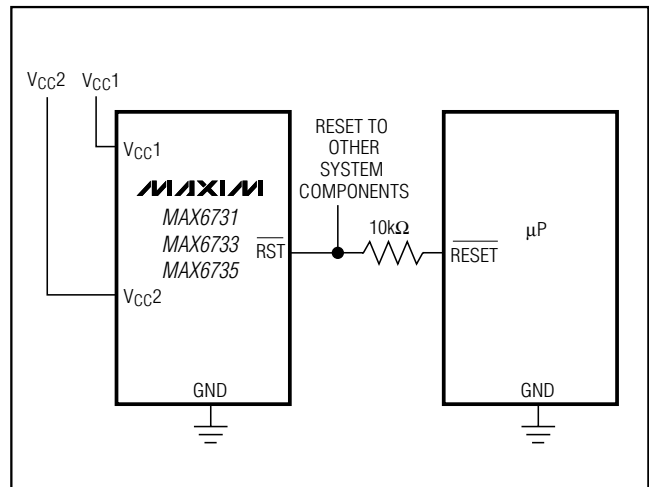 VCC2 VCC1
VCC1
MAXIM
MAX6731
MAX6733
MAX6735
RST
VCC2
GND
RESET TO
OTHER
SYSTEM
COMPONENTS
10kΩ
RESET
μP
GND